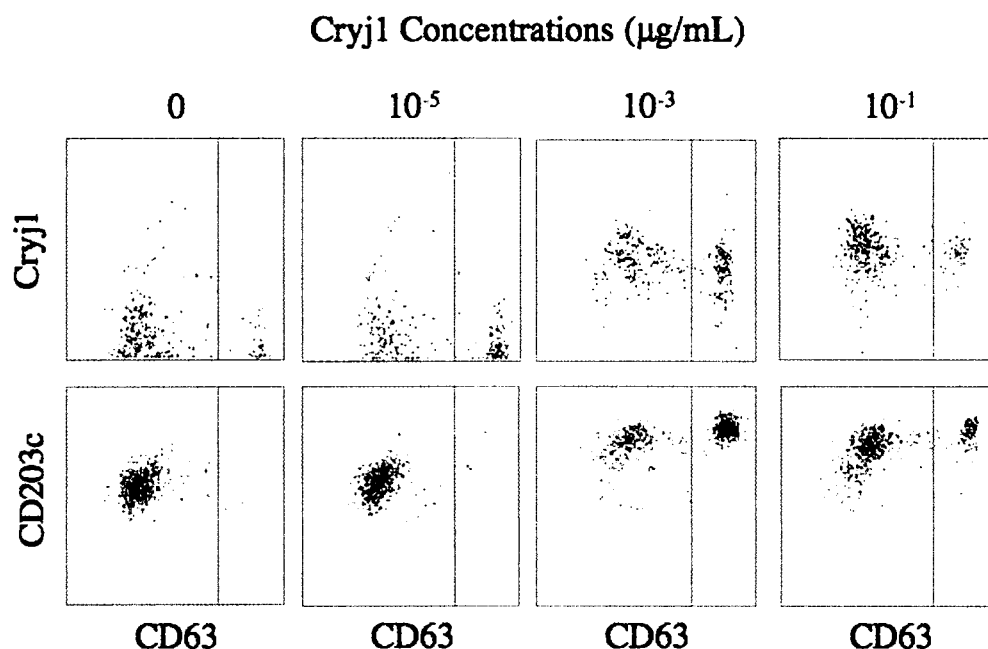 Cryj1 Concentrations (μg/mL)
0 10⁻⁵ 10⁻³ 10⁻¹
Cryj1
CD203c
CD63 CD63 CD63 CD63